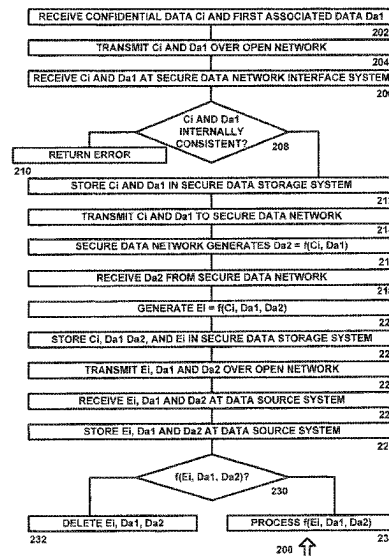 RECEIVE CONFIDENTIAL DATA Ci AND FIRST ASSOCIATED DATA Da1
202
TRANSMIT Ci AND Da1 OVER OPEN NETWORK
204
RECEIVE Ci AND Da1 AT SECURE DATA NETWORK INTERFACE SYSTEM
Ci AND Da1
INTERNALLY
CONSISTENT?
208
RETURN ERROR
210
STORE Ci AND Da1 IN SECURE DATA STORAGE SYSTEM
TRANSMIT Ci AND Da1 TO SECURE DATA NETWORK
SECURE DATA NETWORK GENERATES Da2 = f(Ci, Da1)
RECEIVE Da2 FROM SECURE DATA NETWORK
GENERATE Ei = f(Ci, Da1, Da2)
STORE Ci, Da1 Da2, AND Ei IN SECURE DATA STORAGE SYSTEM
TRANSMIT Ei, Da1 AND Da2 OVER OPEN NETWORK
RECEIVE Ei, Da1 AND Da2 AT DATA SOURCE SYSTEM
STORE Ei, Da1 AND Da2 AT DATA SOURCE SYSTEM
f(Ei, Da1, Da2)?
230
DELETE Ei, Da1, Da2
PROCESS f(Ei, Da1, Da2)
232
200